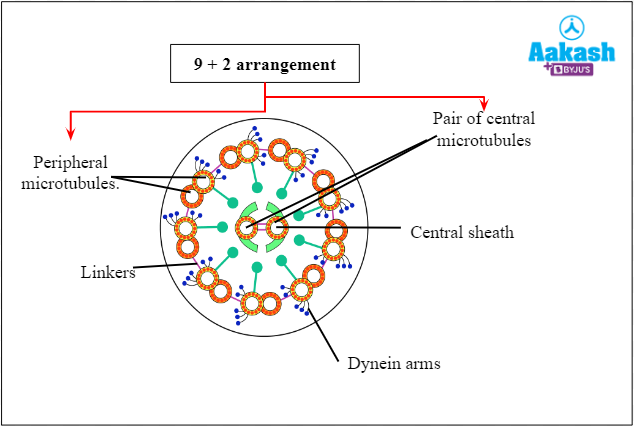 9 + 2 arrangement
Aakash
BYJU'S
Pair of central
microtubules
Peripheral
microtubules.
Central sheath
Linkers
Dynein arms